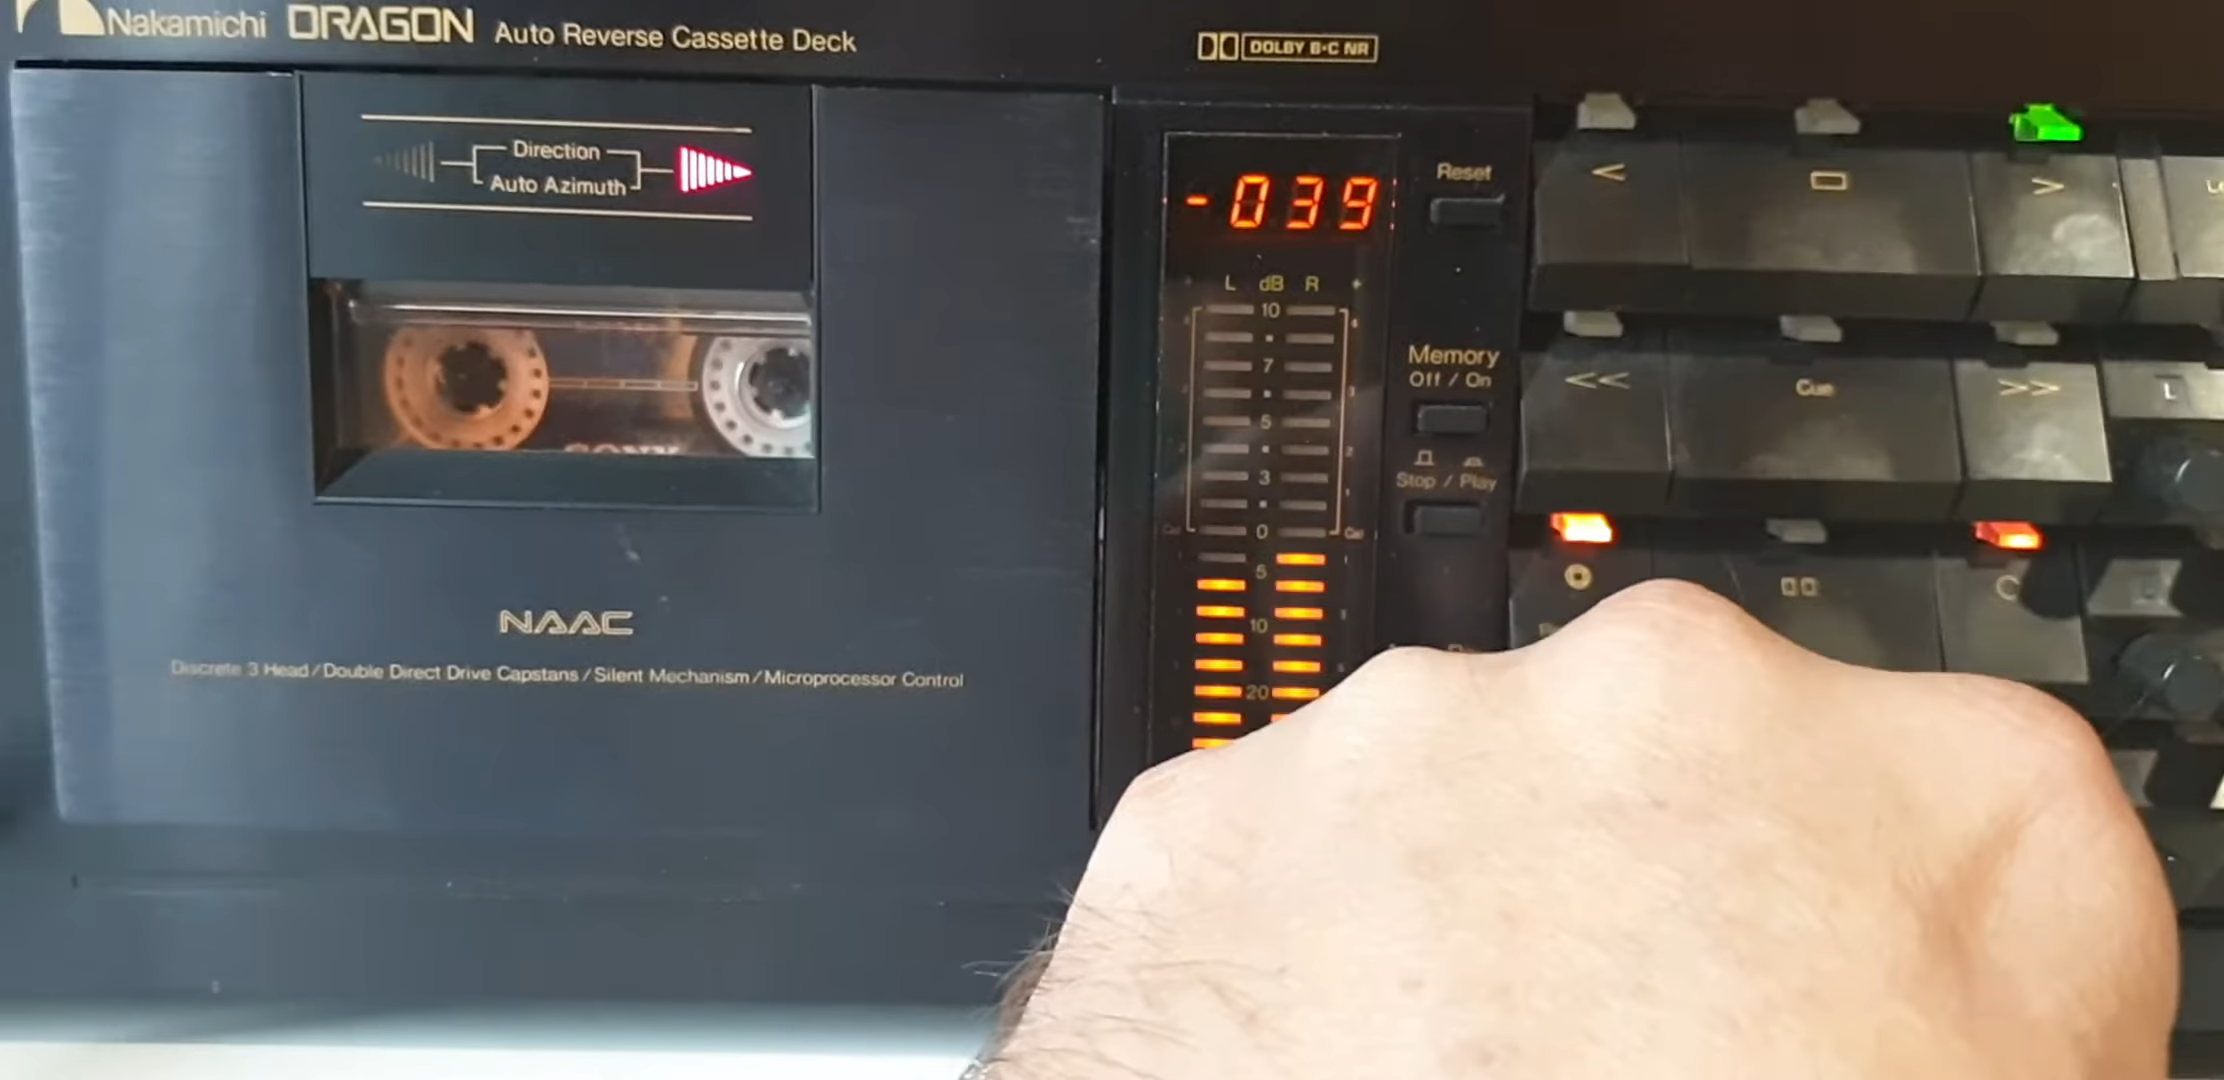 Nakamichi DRAGON Auto Reverse Cassette Deck
DOLBY B·C NR
Direction
Auto Azimuth
-039
Reset
L dB R +
10
7
5
3
0
5
10
20
Memory
Off / On
Stop / Play
<
>
<<
Cue
>>
L
SONY
NAAC
Discrete 3 Head/Double Direct Drive Capstans/Silent Mechanism/Microprocessor Control